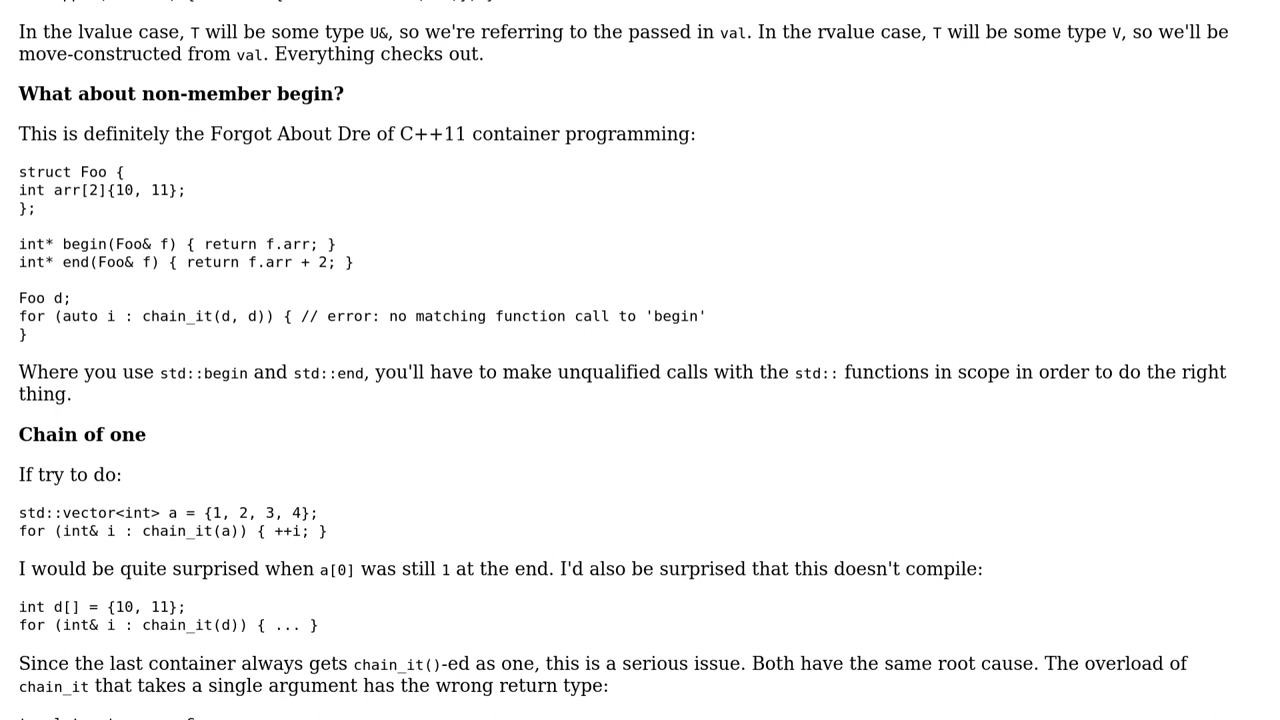 In the lvalue case, T will be some type U&, so we're referring to the passed in val. In the rvalue case, T will be some type V, so we'll be
move-constructed from val. Everything checks out.
What about non-member begin?
This is definitely the Forgot About Dre of C++11 container programming:
struct Foo {
int arr[2]{10, 11};
};
int* begin(Foo& f) { return f.arr; }
int* end(Foo& f) { return f.arr + 2; }
Foo d;
for (auto i : chain_it(d, d)) { // error: no matching function call to 'begin'
}
Where you use std::begin and std::end, you'll have to make unqualified calls with the std:: functions in scope in order to do the right
thing.
Chain of one
If try to do:
std::vector<int> a = {1, 2, 3, 4};
for (int& i : chain_it(a)) { ++i; }
I would be quite surprised when a[0] was still 1 at the end. I'd also be surprised that this doesn't compile:
int d[] = {10, 11};
for (int& i : chain_it(d)) { ... }
Since the last container always gets chain_it()-ed as one, this is a serious issue. Both have the same root cause. The overload of
chain_it that takes a single argument has the wrong return type: